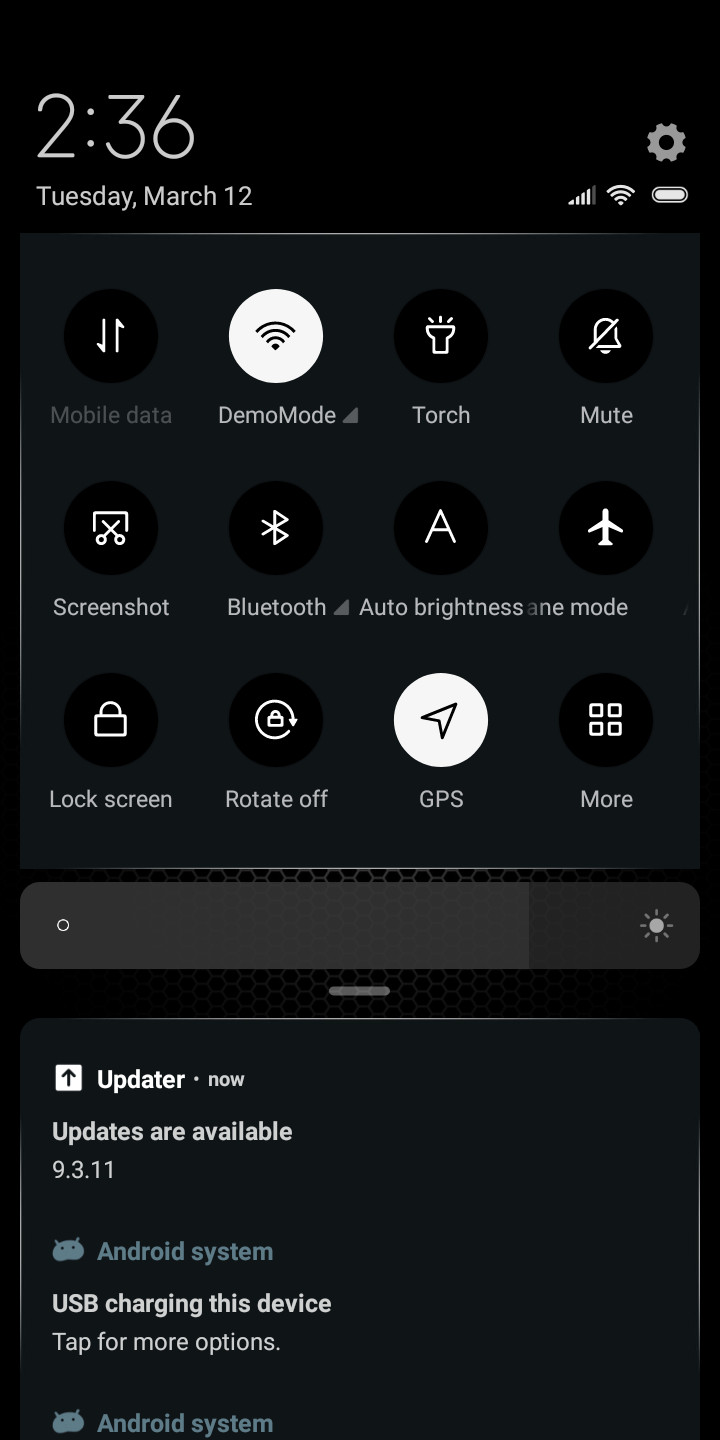 2:36
Tuesday, March 12
Mobile data
DemoMode
Torch
Mute
Screenshot
Bluetooth
Auto brightness
ane mode
Lock screen
Rotate off
GPS
More
Updater · now
Updates are available
9.3.11
Android system
USB charging this device
Tap for more options.
Android system